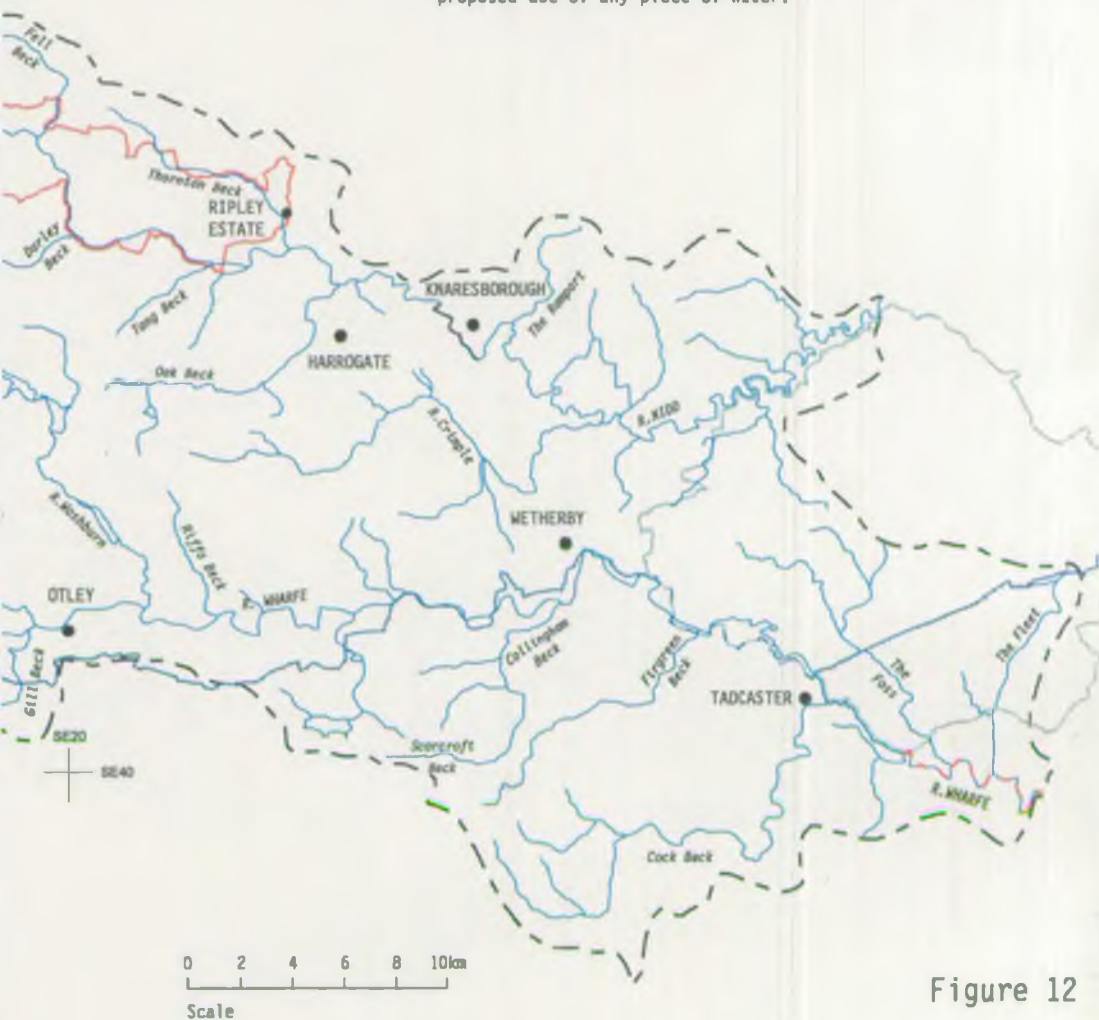 proposed use of any place or water.
Fell
Beck
Thornton Beck
RIPLEY
ESTATE
Darley
Beck
Tang Beck
KNARESBOROUGH
The Rampart
HARROGATE
Oak Beck
R.Crimple
R.NIDD
R.Washburn
WETHERBY
Riffa Beck
OTLEY
R. WHARFE
Collingham
Beck
Firgreen
Beck
The Fleet
The
Foss
Gill Beck
TADCASTER
SE20
SE40
Scarcroft
Beck
R.WHARFE
Cock Beck
0 2 4 6 8 10km
Scale
Figure 12